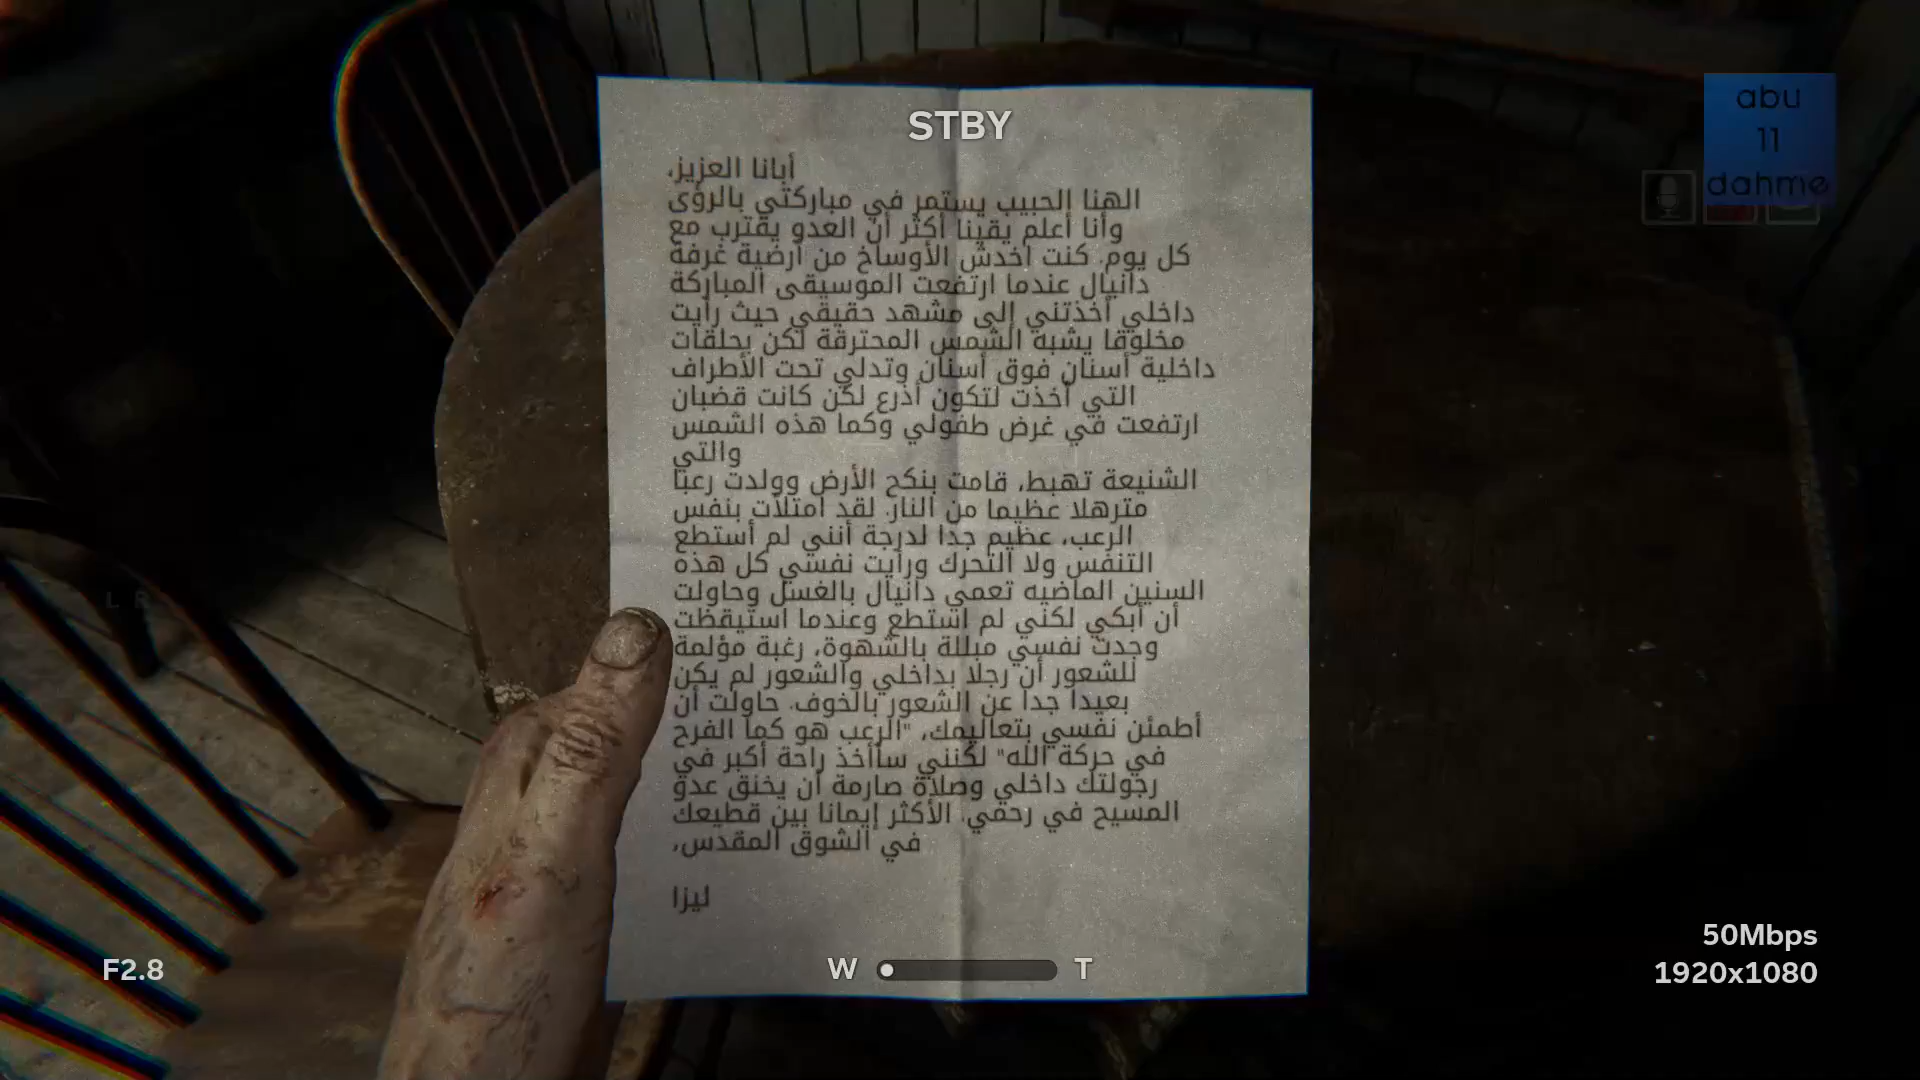 STBY
abu
11
dahme
أبانا العزيز،
الهنا الحبيب يستمر في مباركتي بالرؤى
وأنا أعلم يقينا أكثر أن العدو يقترب مع
كل يوم. كنت اخدش الأوساخ من أرضية غرفة
دانيال عندما ارتفعت الموسيقى المباركة
داخلي أخذتني إلى مشهد حقيقي حيث رأيت
مخلوقا يشبه الشمس المحترقة لكن بحلقات
داخلية أسنان فوق أسنان وتدلي تحت الأطراف
التي أخذت لتكون أذرع لكن كانت قضبان
ارتفعت في غرض طفولي وكما هذه الشمس
والتي
الشنيعة تهبط، قامت بنكح الأرض وولدت رعبا
مترهلا عظيما من النار. لقد امتلأت بنفس
الرعب، عظيم جدا لدرجة أنني لم أستطع
التنفس ولا التحرك ورأيت نفسي كل هذه
السنين الماضيه تعمي دانيال بالغسل وحاولت
أن أبكي لكني لم استطع وعندما استيقظت
وجدت نفسي مبللة بالشهوة، رغبة مؤلمة
للشعور أن رجلا بداخلي والشعور لم يكن
بعيدا جدا عن الشعور بالخوف. حاولت أن
أطمئن نفسي بتعاليمك، "الرعب هو كما الفرح
في حركة الله" لكنني سأأخذ راحة أكبر في
رجولتك داخلي وصلاة صارمة أن يخنق عدو
المسيح في رحمي. الأكثر إيمانا بين قطيعك
في الشوق المقدس،
ليزا
L R
F2.8
W T
50Mbps
1920x1080